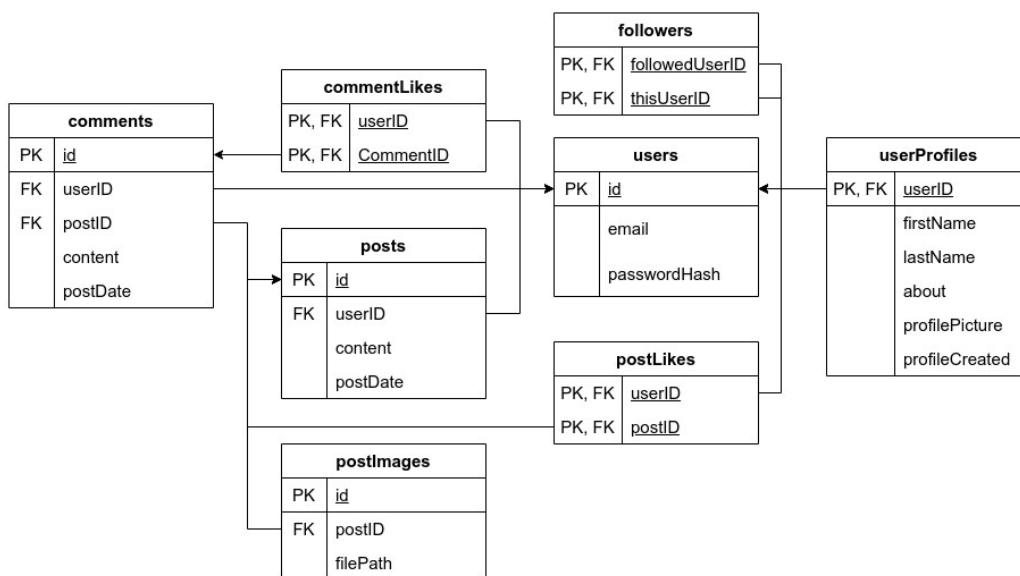 followers
PK, FK followedUserID
PK, FK thisUserID
commentLikes
PK, FK userID
PK, FK CommentID
comments
PK id
FK userID
FK postID
content
postDate
users
PK id
email
passwordHash
userProfiles
PK, FK userID
firstName
lastName
about
profilePicture
profileCreated
posts
PK id
FK userID
content
postDate
postLikes
PK, FK userID
PK, FK postID
postImages
PK id
FK postID
filePath